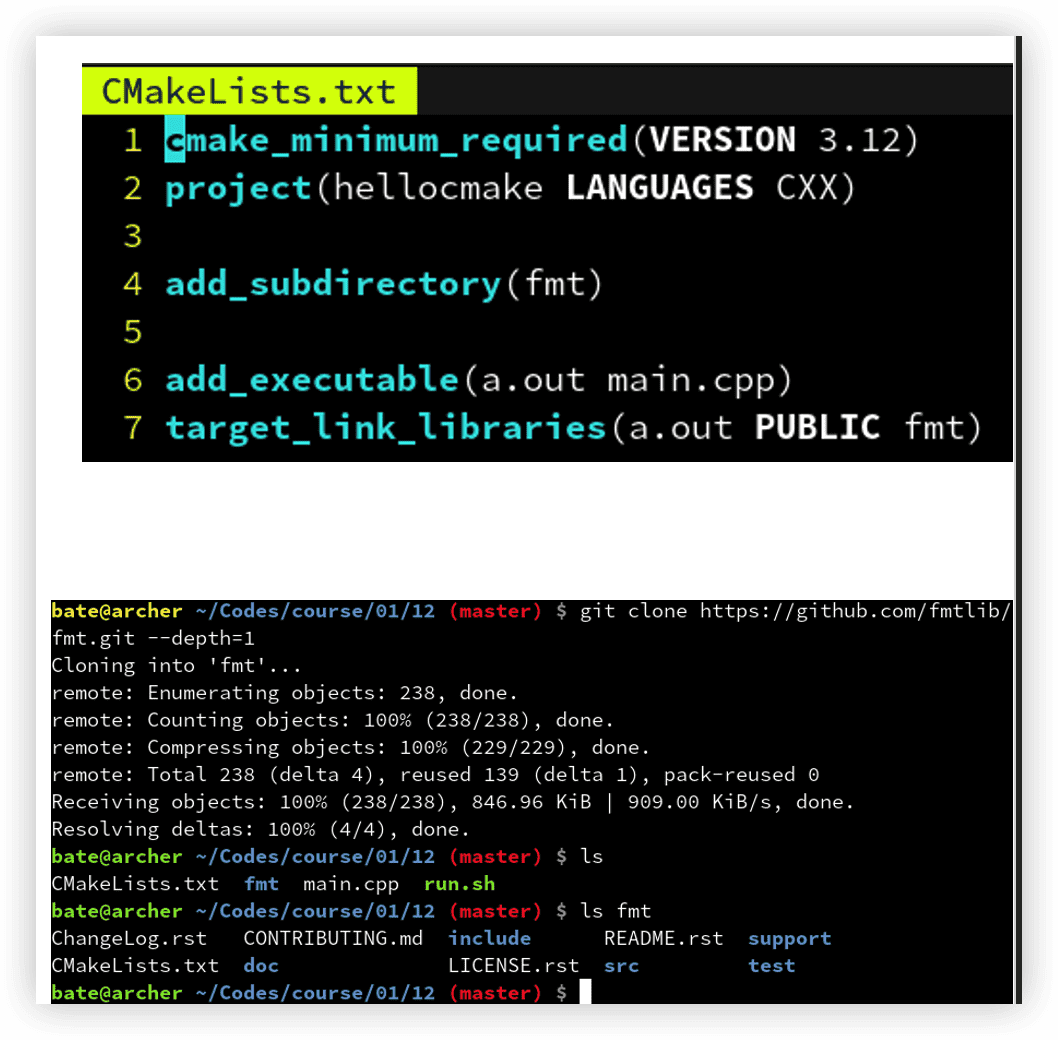 CMakeLists.txt
1 cmake_minimum_required(VERSION 3.12)
2 project(hellocmake LANGUAGES CXX)
3
4 add_subdirectory(fmt)
5
6 add_executable(a.out main.cpp)
7 target_link_libraries(a.out PUBLIC fmt)
bate@archer ~/Codes/course/01/12 (master) $ git clone https://github.com/fmtlib/
fmt.git --depth=1
Cloning into 'fmt'...
remote: Enumerating objects: 238, done.
remote: Counting objects: 100% (238/238), done.
remote: Compressing objects: 100% (229/229), done.
remote: Total 238 (delta 4), reused 139 (delta 1), pack-reused 0
Receiving objects: 100% (238/238), 846.96 KiB | 909.00 KiB/s, done.
Resolving deltas: 100% (4/4), done.
bate@archer ~/Codes/course/01/12 (master) $ ls
CMakeLists.txt  fmt  main.cpp  run.sh
bate@archer ~/Codes/course/01/12 (master) $ ls fmt
ChangeLog.rst   CONTRIBUTING.md  include      README.rst  support
CMakeLists.txt  doc              LICENSE.rst  src         test
bate@archer ~/Codes/course/01/12 (master) $